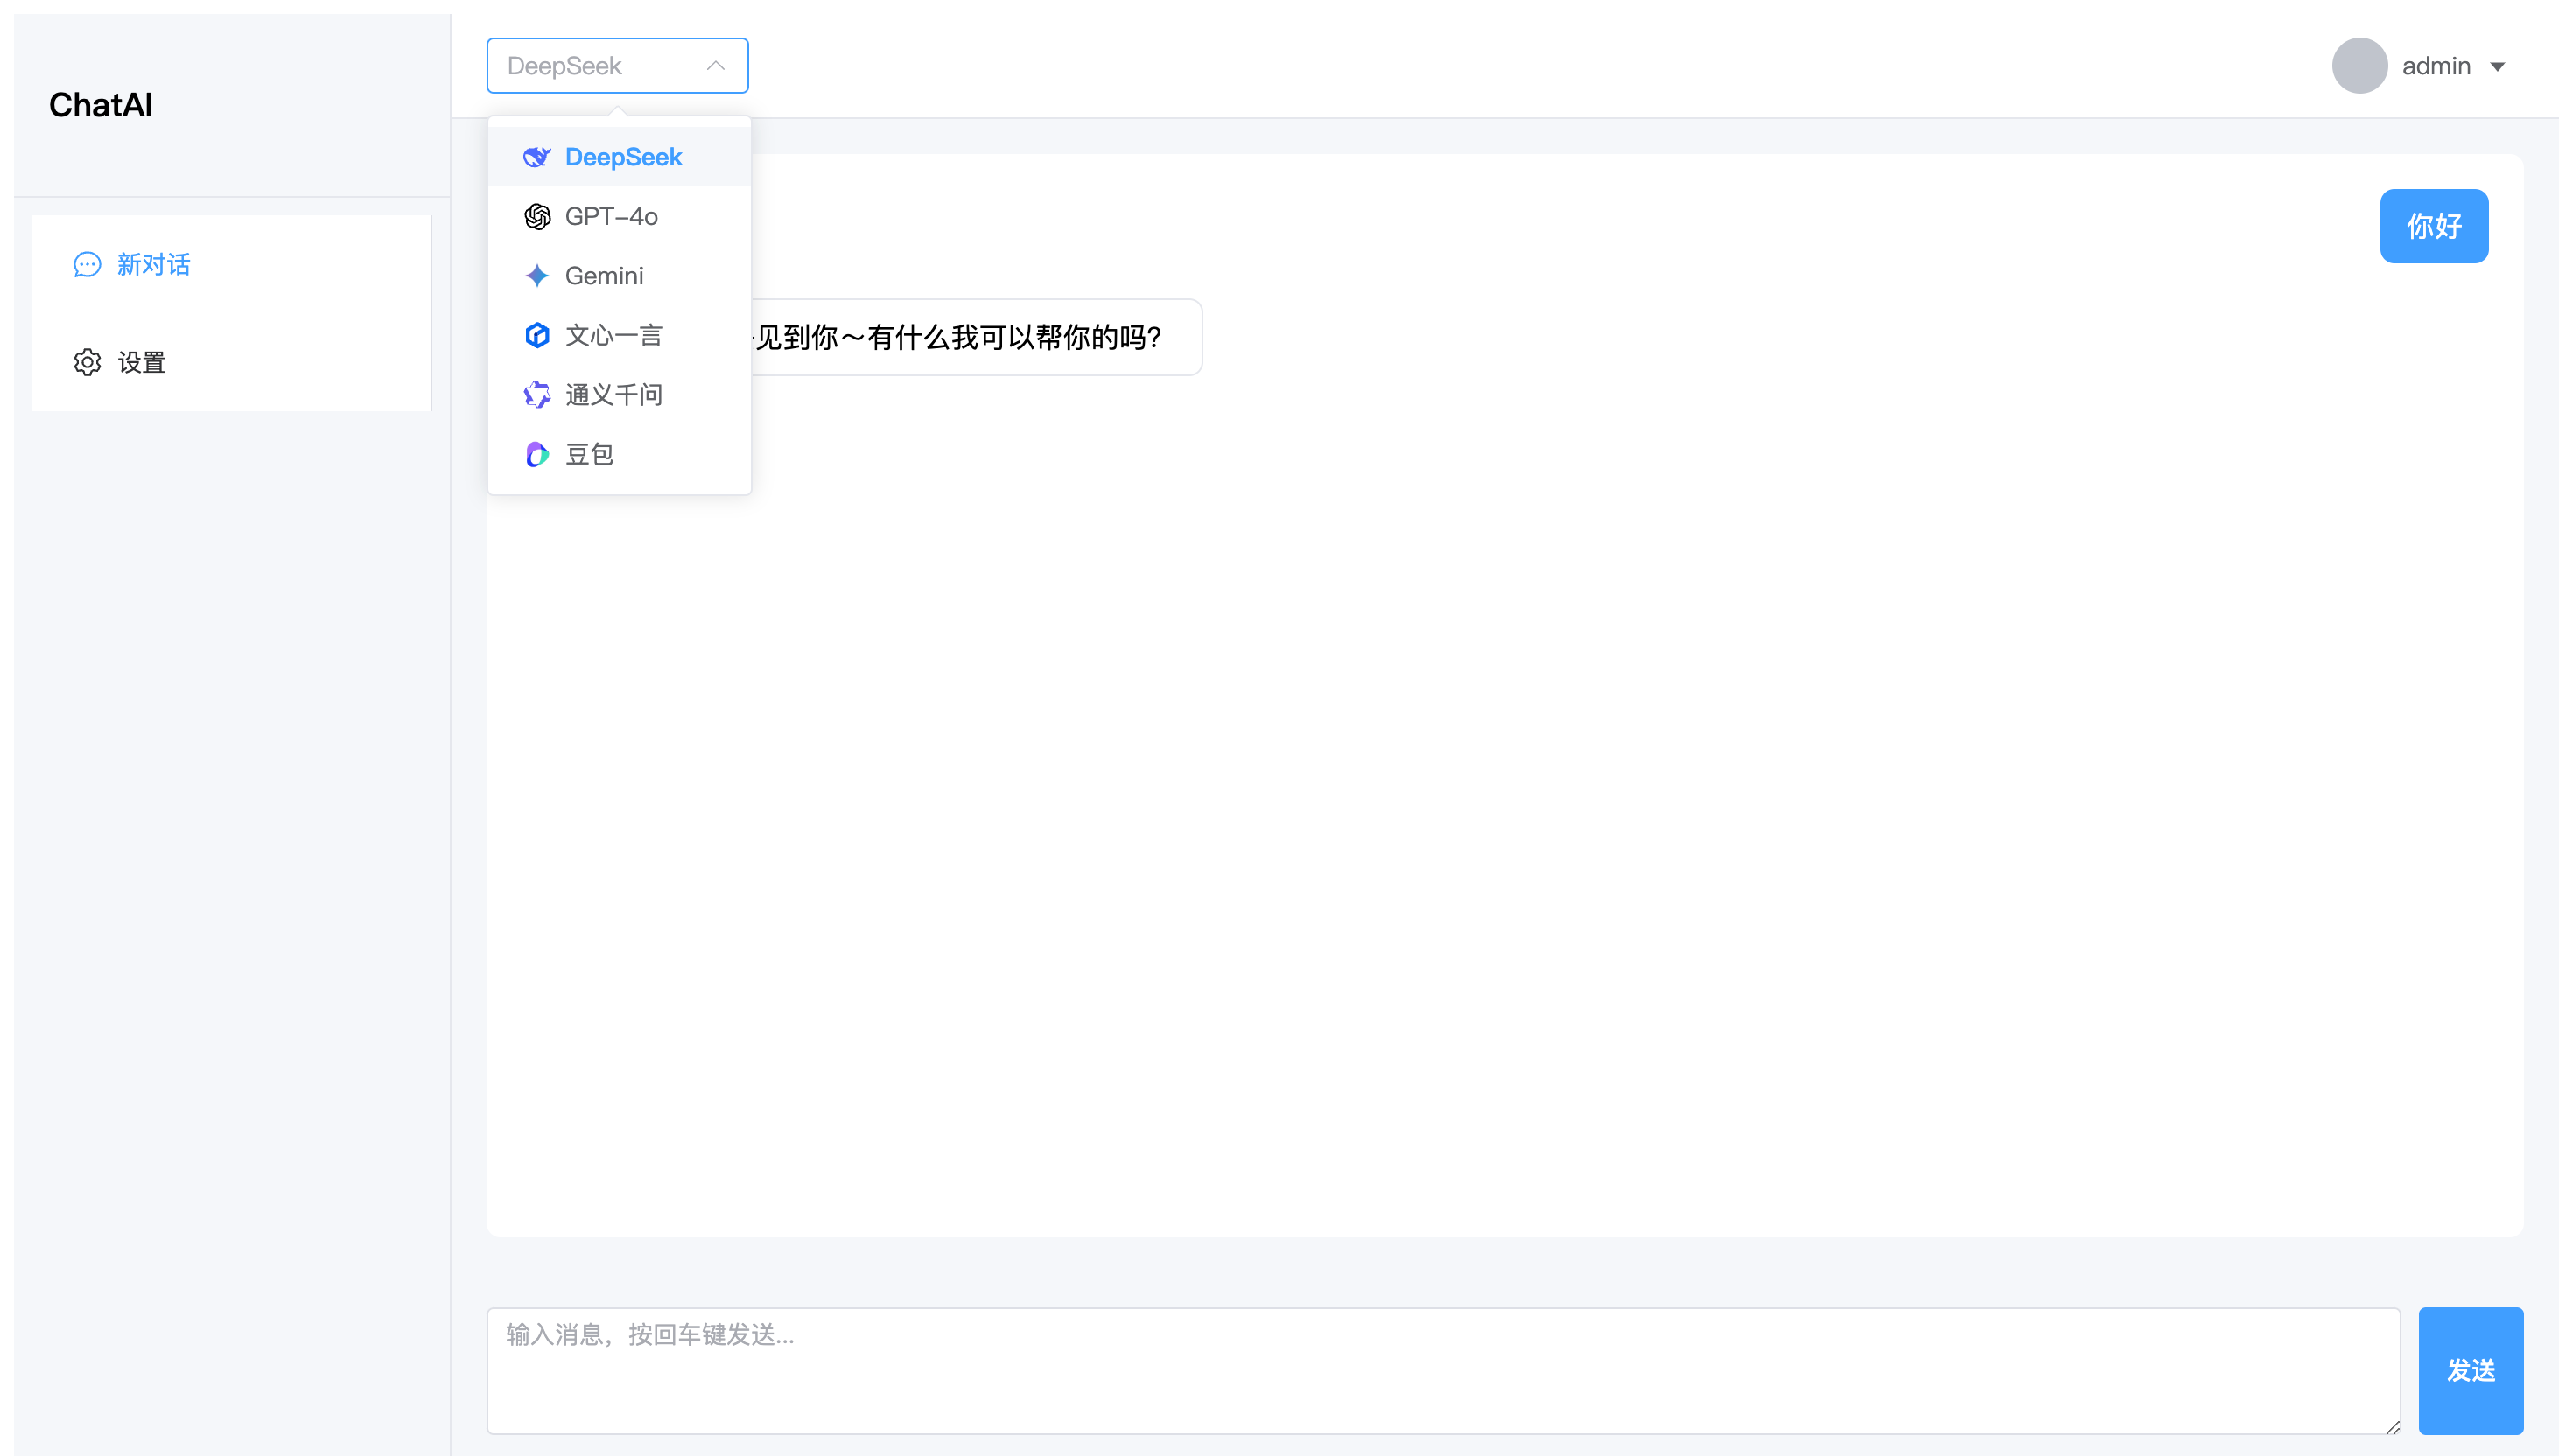 ChatAI
新对话
设置
DeepSeek
admin
DeepSeek
GPT-4o
Gemini
文心一言
通义千问
豆包
你好
见到你～有什么我可以帮你的吗？
输入消息，按回车键发送...
发送